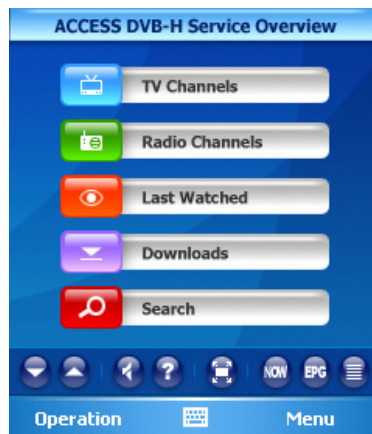 ACCESS DVB-H Service Overview
TV Channels
Radio Channels
Last Watched
Downloads
Search
? NOW EPG
Operation Menu